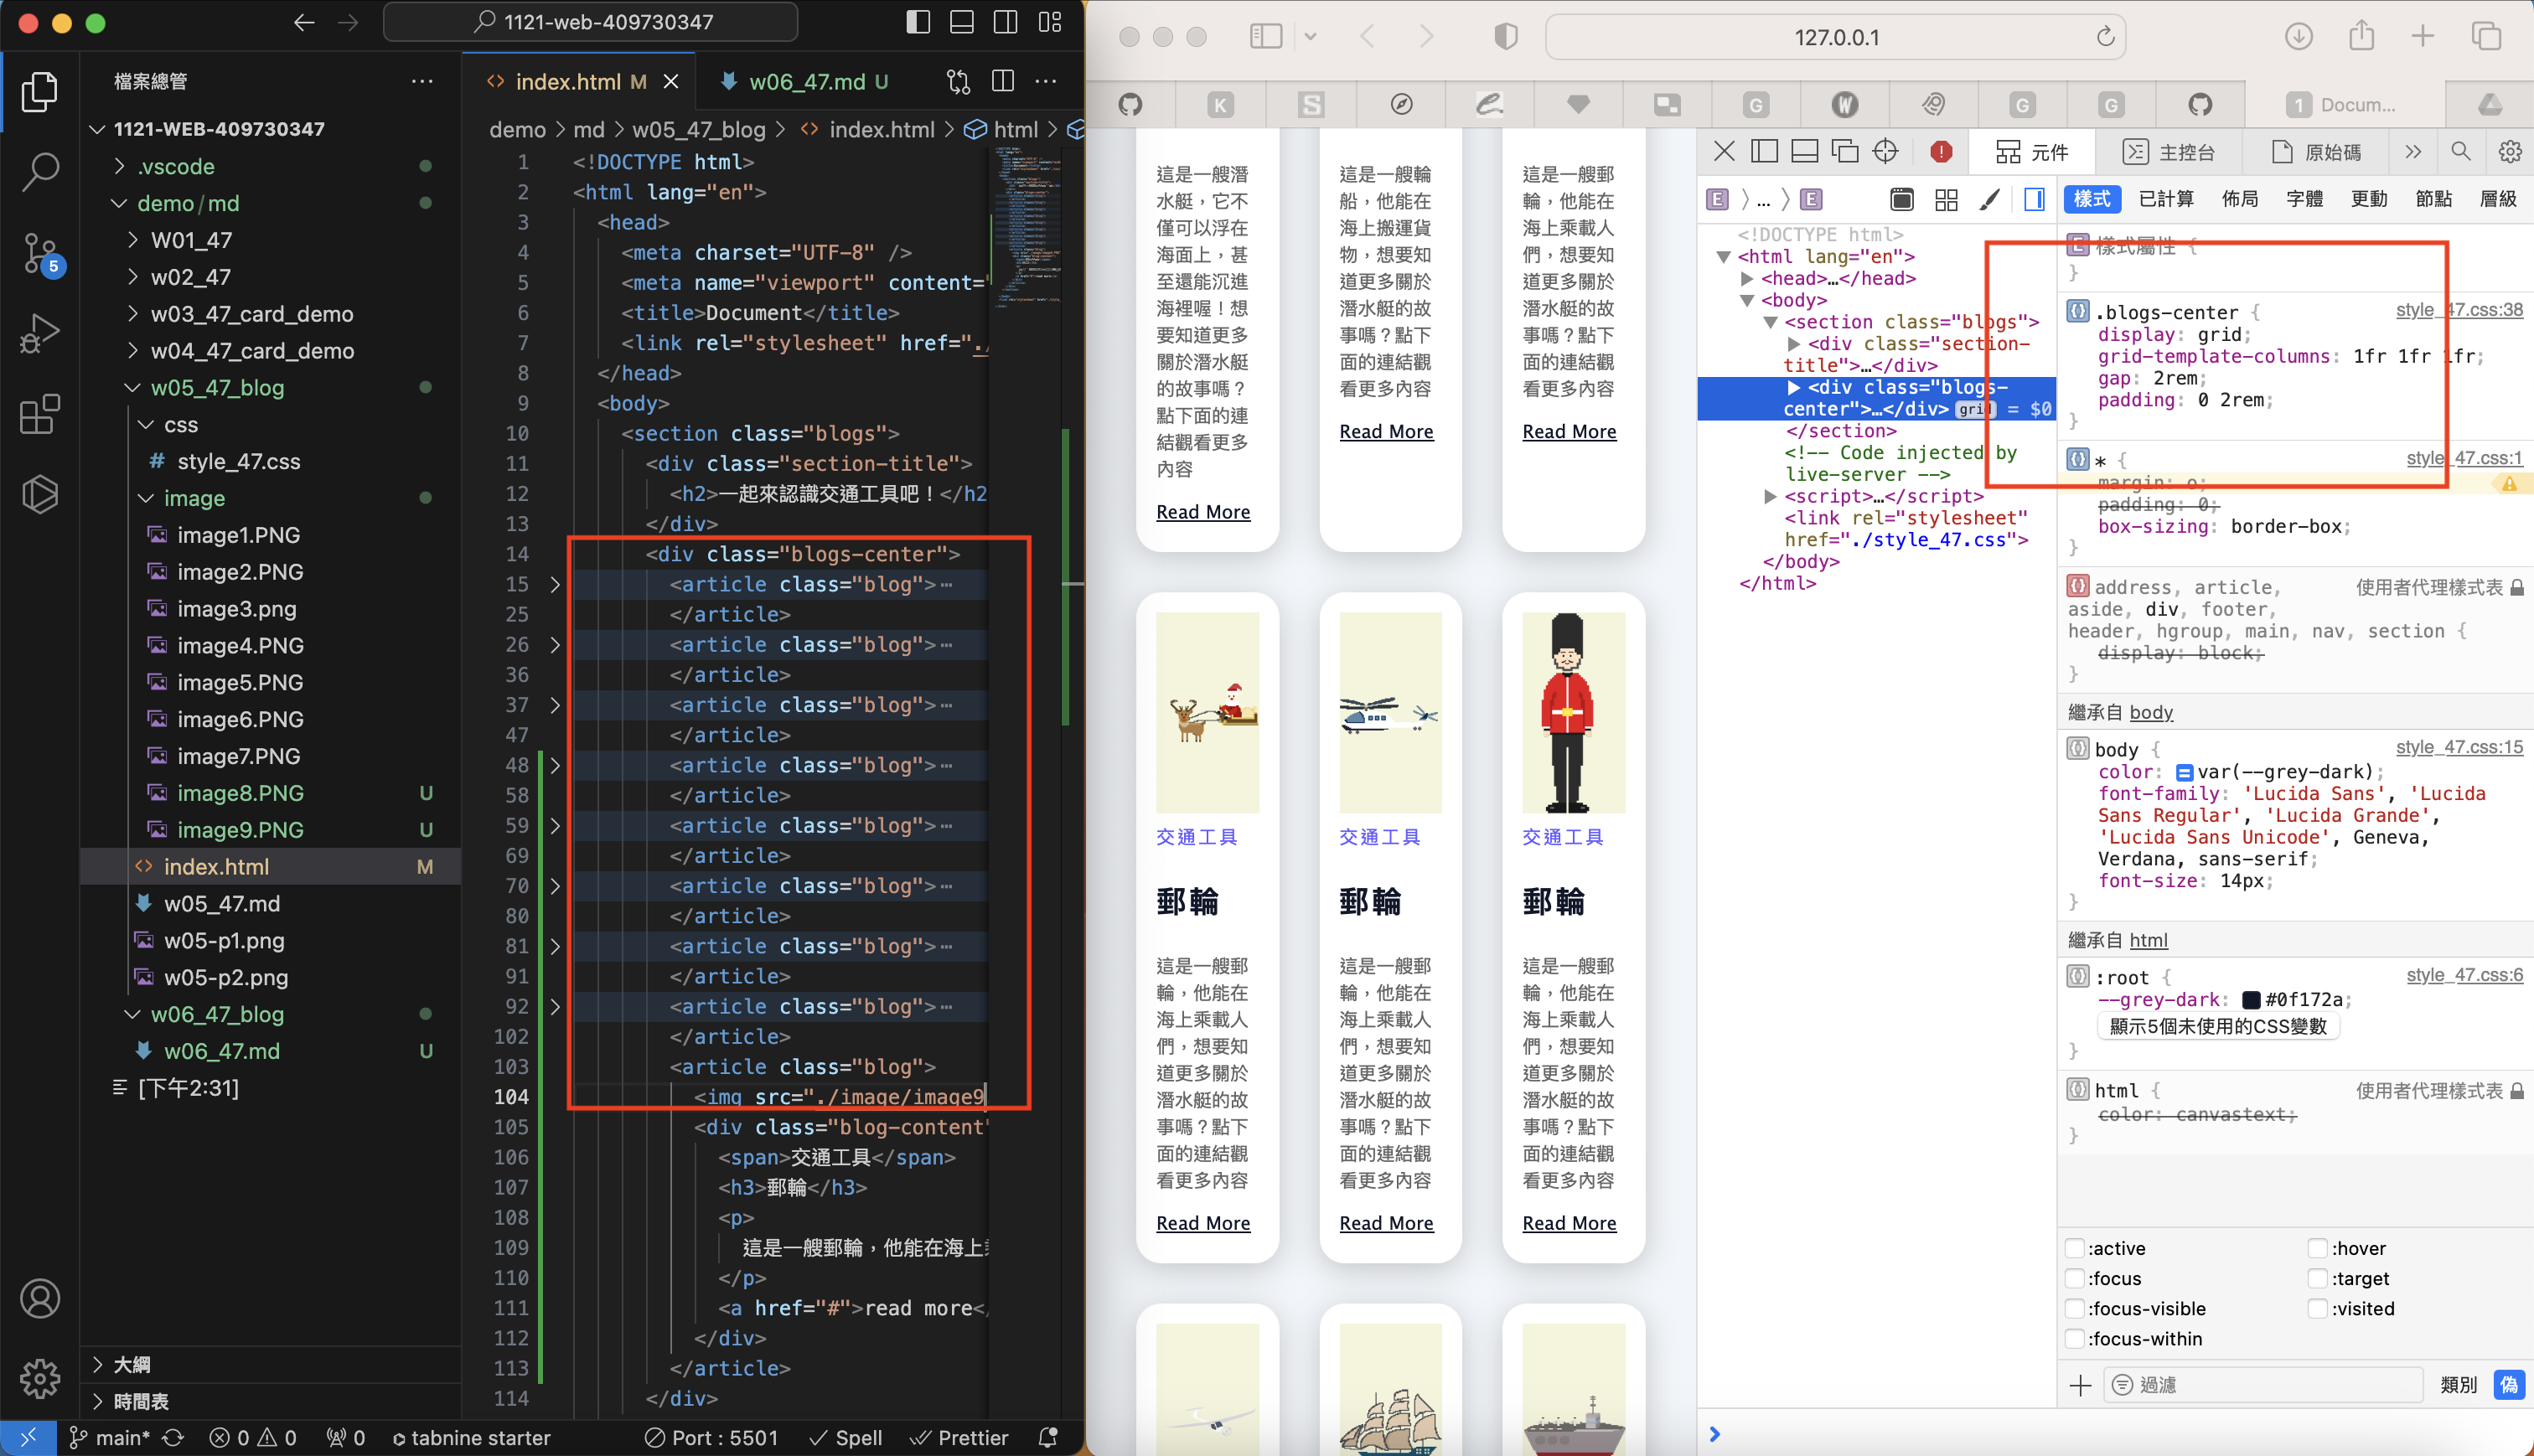 1121-web-409730347
檔案總管
1121-WEB-409730347
.vscode
demo/md
W01_47
w02_47
w03_47_card_demo
w04_47_card_demo
w05_47_blog
css
style_47.css
image
image1.PNG
image2.PNG
image3.png
image4.PNG
image5.PNG
image6.PNG
image7.PNG
image8.PNG U
image9.PNG U
index.html M
w05_47.md
w05-p1.png
w05-p2.png
w06_47_blog
w06_47.md U
[下午2:31]
大綱
時間表
5
index.html M
w06_47.md U
demo > md > w05_47_blog > index.html > html >
1 <!DOCTYPE html>
2 <html lang="en">
3 <head>
4 <meta charset="UTF-8" />
5 <meta name="viewport" content="
6 <title>Document</title>
7 <link rel="stylesheet" href="./
8 </head>
9 <body>
10 <section class="blogs">
11 <div class="section-title">
12 <h2>一起來認識交通工具吧！</h2
13 </div>
14 <div class="blogs-center">
15 <article class="blog">…
25 </article>
26 <article class="blog">…
36 </article>
37 <article class="blog">…
47 </article>
48 <article class="blog">…
58 </article>
59 <article class="blog">…
69 </article>
70 <article class="blog">…
80 </article>
81 <article class="blog">…
91 </article>
92 <article class="blog">…
102 </article>
103 <article class="blog">
104 <img src="./image/image9
105 <div class="blog-content"
106 <span>交通工具</span>
107 <h3>郵輪</h3>
108 <p>
109 這是一艘郵輪，他能在海上
110 </p>
111 <a href="#">read more</
112 </div>
113 </article>
114 </div>
main* 0 0 0 tabnine starter Port : 5501 Spell Prettier
127.0.0.1
K S G W G G 1 Docum...
這是一艘潛
水艇，它不
僅可以浮在
海面上，甚
至還能沉進
海裡喔！想
要知道更多
關於潛水艇
的故事嗎？
點下面的連
結觀看更多
內容
Read More
這是一艘輪
船，他能在
海上搬運貨
物，想要知
道更多關於
潛水艇的故
事嗎？點下
面的連結觀
看更多內容
Read More
這是一艘郵
輪，他能在
海上乘載人
們，想要知
道更多關於
潛水艇的故
事嗎？點下
面的連結觀
看更多內容
Read More
交通工具
郵輪
這是一艘郵
輪，他能在
海上乘載人
們，想要知
道更多關於
潛水艇的故
事嗎？點下
面的連結觀
看更多內容
Read More
交通工具
郵輪
這是一艘郵
輪，他能在
海上乘載人
們，想要知
道更多關於
潛水艇的故
事嗎？點下
面的連結觀
看更多內容
Read More
交通工具
郵輪
這是一艘郵
輪，他能在
海上乘載人
們，想要知
道更多關於
潛水艇的故
事嗎？點下
面的連結觀
看更多內容
Read More
元件 主控台 原始碼
E … E
樣式 已計算 佈局 字體 更動 節點 層級
<!DOCTYPE html>
<html lang="en">
<head>…</head>
<body>
<section class="blogs">
<div class="section-
title">…</div>
<div class="blogs-
center">…</div> grid = $0
</section>
<!-- Code injected by
live-server -->
<script>…</script>
<link rel="stylesheet"
href="./style_47.css">
</body>
</html>
E 樣式屬性 {
}
.blogs-center { style_47.css:38
display: grid;
grid-template-columns: 1fr 1fr 1fr;
gap: 2rem;
padding: 0 2rem;
}
* { style_47.css:1
margin: o;
padding: 0;
box-sizing: border-box;
}
address, article, 使用者代理樣式表
aside, div, footer,
header, hgroup, main, nav, section {
display: block;
}
繼承自 body
body { style_47.css:15
color: var(--grey-dark);
font-family: 'Lucida Sans', 'Lucida
Sans Regular', 'Lucida Grande',
'Lucida Sans Unicode', Geneva,
Verdana, sans-serif;
font-size: 14px;
}
繼承自 html
:root { style_47.css:6
--grey-dark: #0f172a;
顯示5個未使用的CSS變數
}
html { 使用者代理樣式表
color: canvastext;
}
:active :hover
:focus :target
:focus-visible :visited
:focus-within
過濾 類別 偽